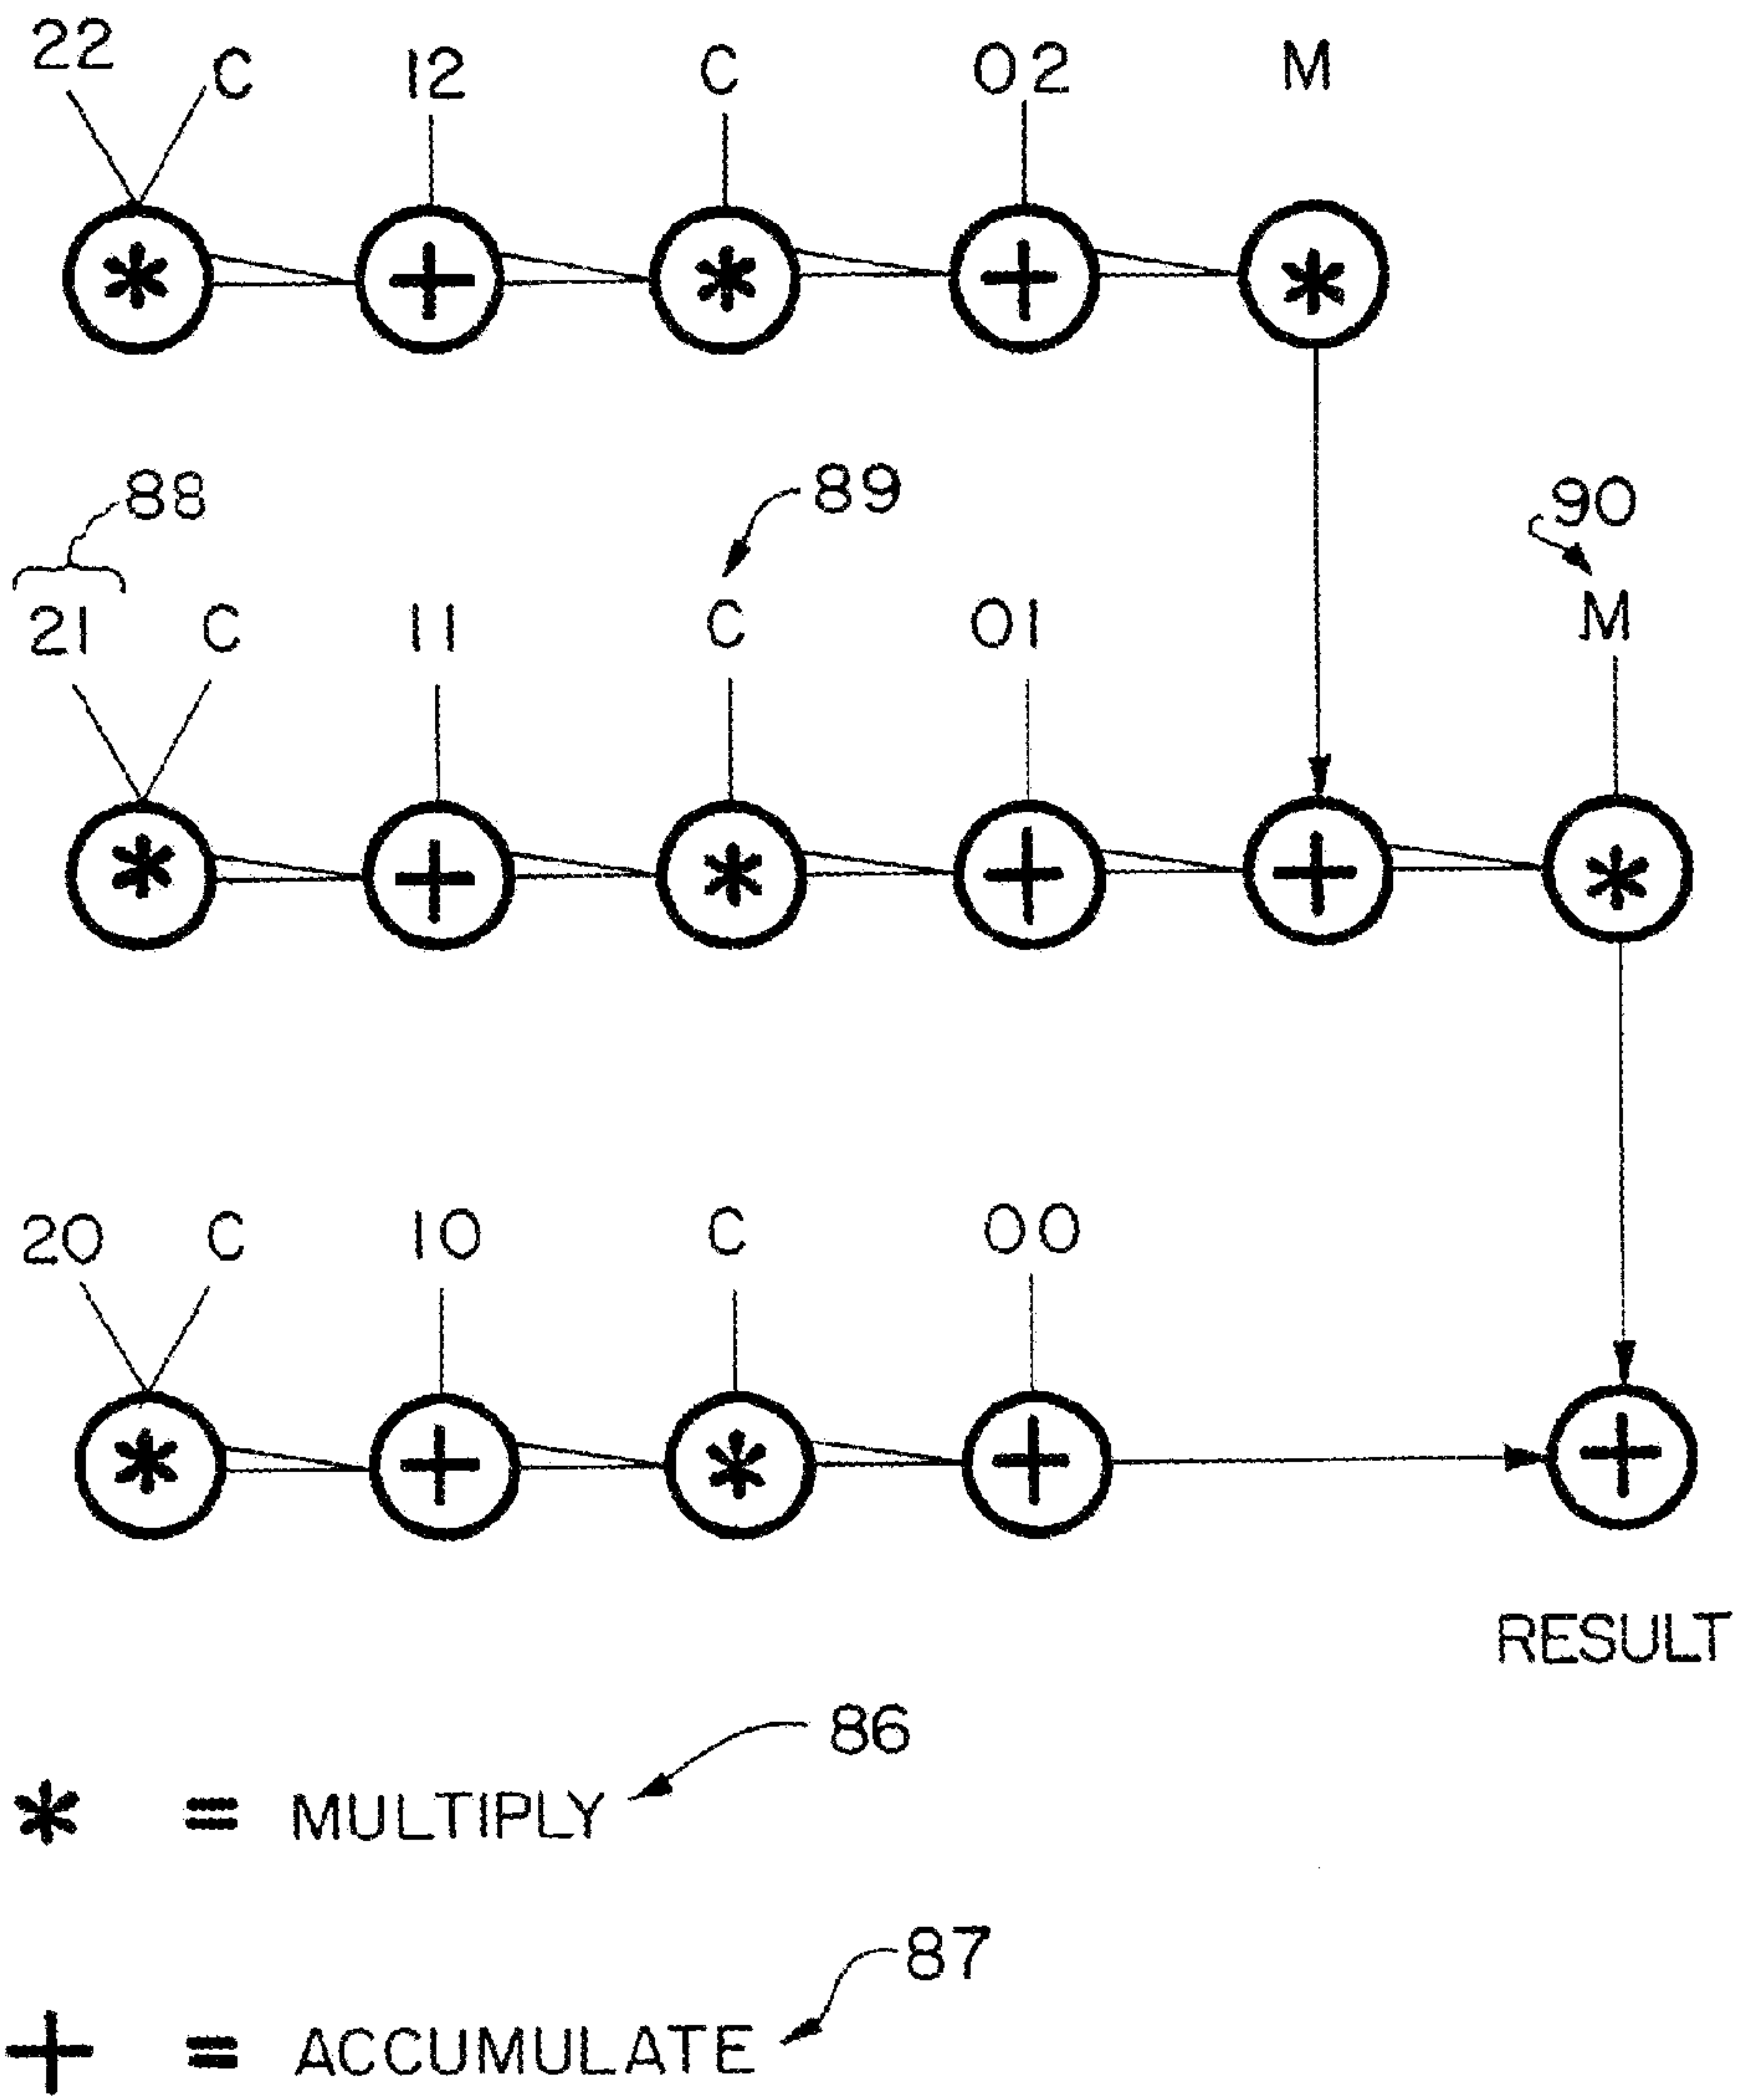 22 C 12 C 02 M
* + * + *
88 89 90
21 C 11 C 01 M
* + * + + *
20 C 10 C 00
* + * + +
RESULT
86
* = MULTIPLY
87
+ = ACCUMULATE